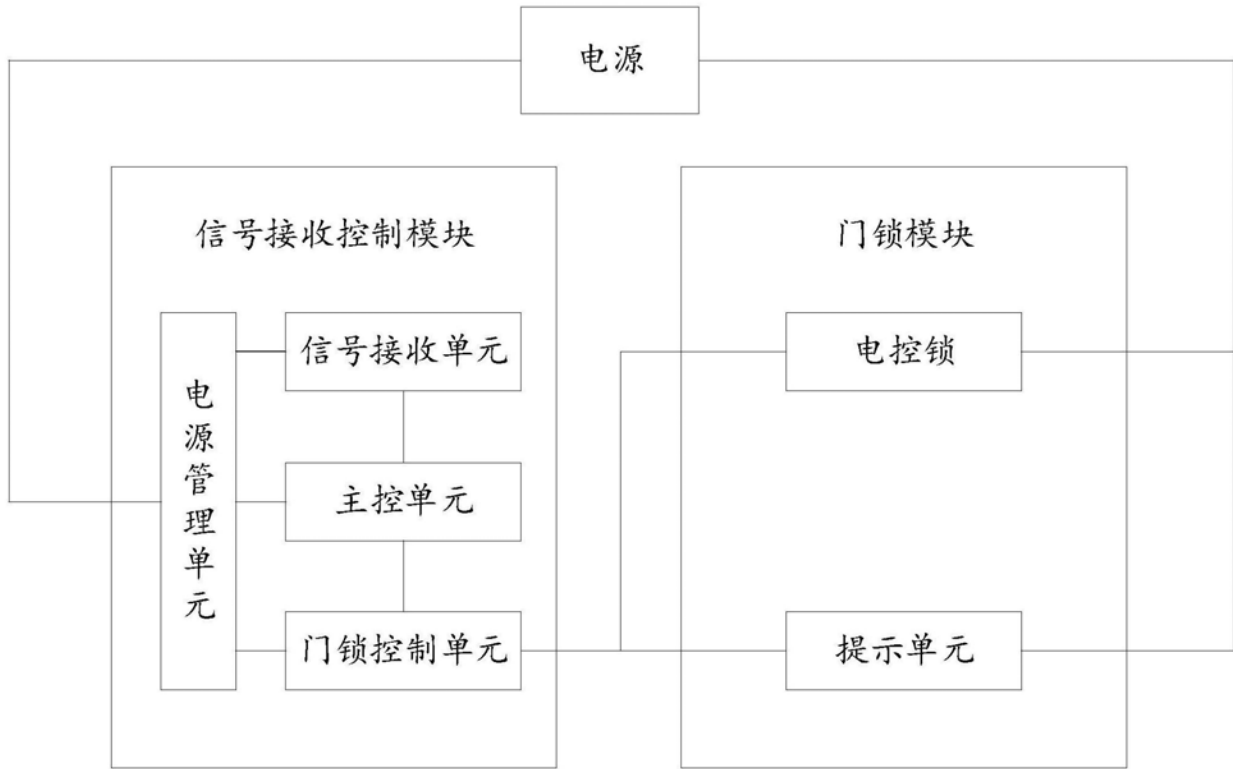 电源
信号接收控制模块
门锁模块
电源管理单元
信号接收单元
主控单元
门锁控制单元
电控锁
提示单元